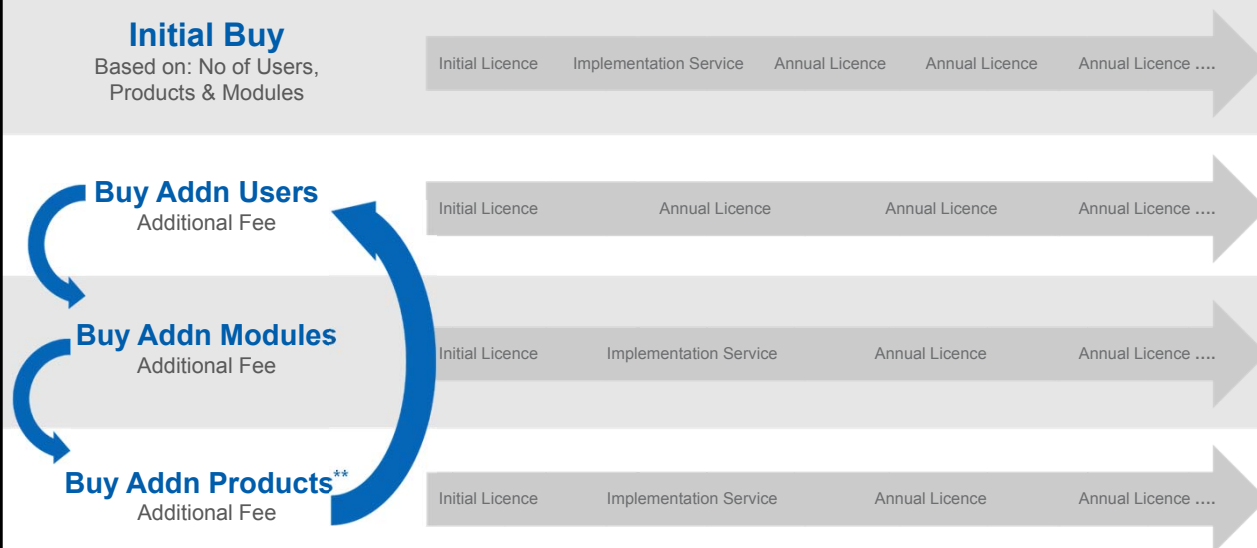 Initial Buy
Based on: No of Users,
Products & Modules
Initial Licence Implementation Service Annual Licence Annual Licence Annual Licence ....
Buy Addn Users
Additional Fee
Initial Licence Annual Licence Annual Licence Annual Licence ....
Buy Addn Modules
Additional Fee
Initial Licence Implementation Service Annual Licence Annual Licence ....
Buy Addn Products**
Additional Fee
Initial Licence Implementation Service Annual Licence Annual Licence ....